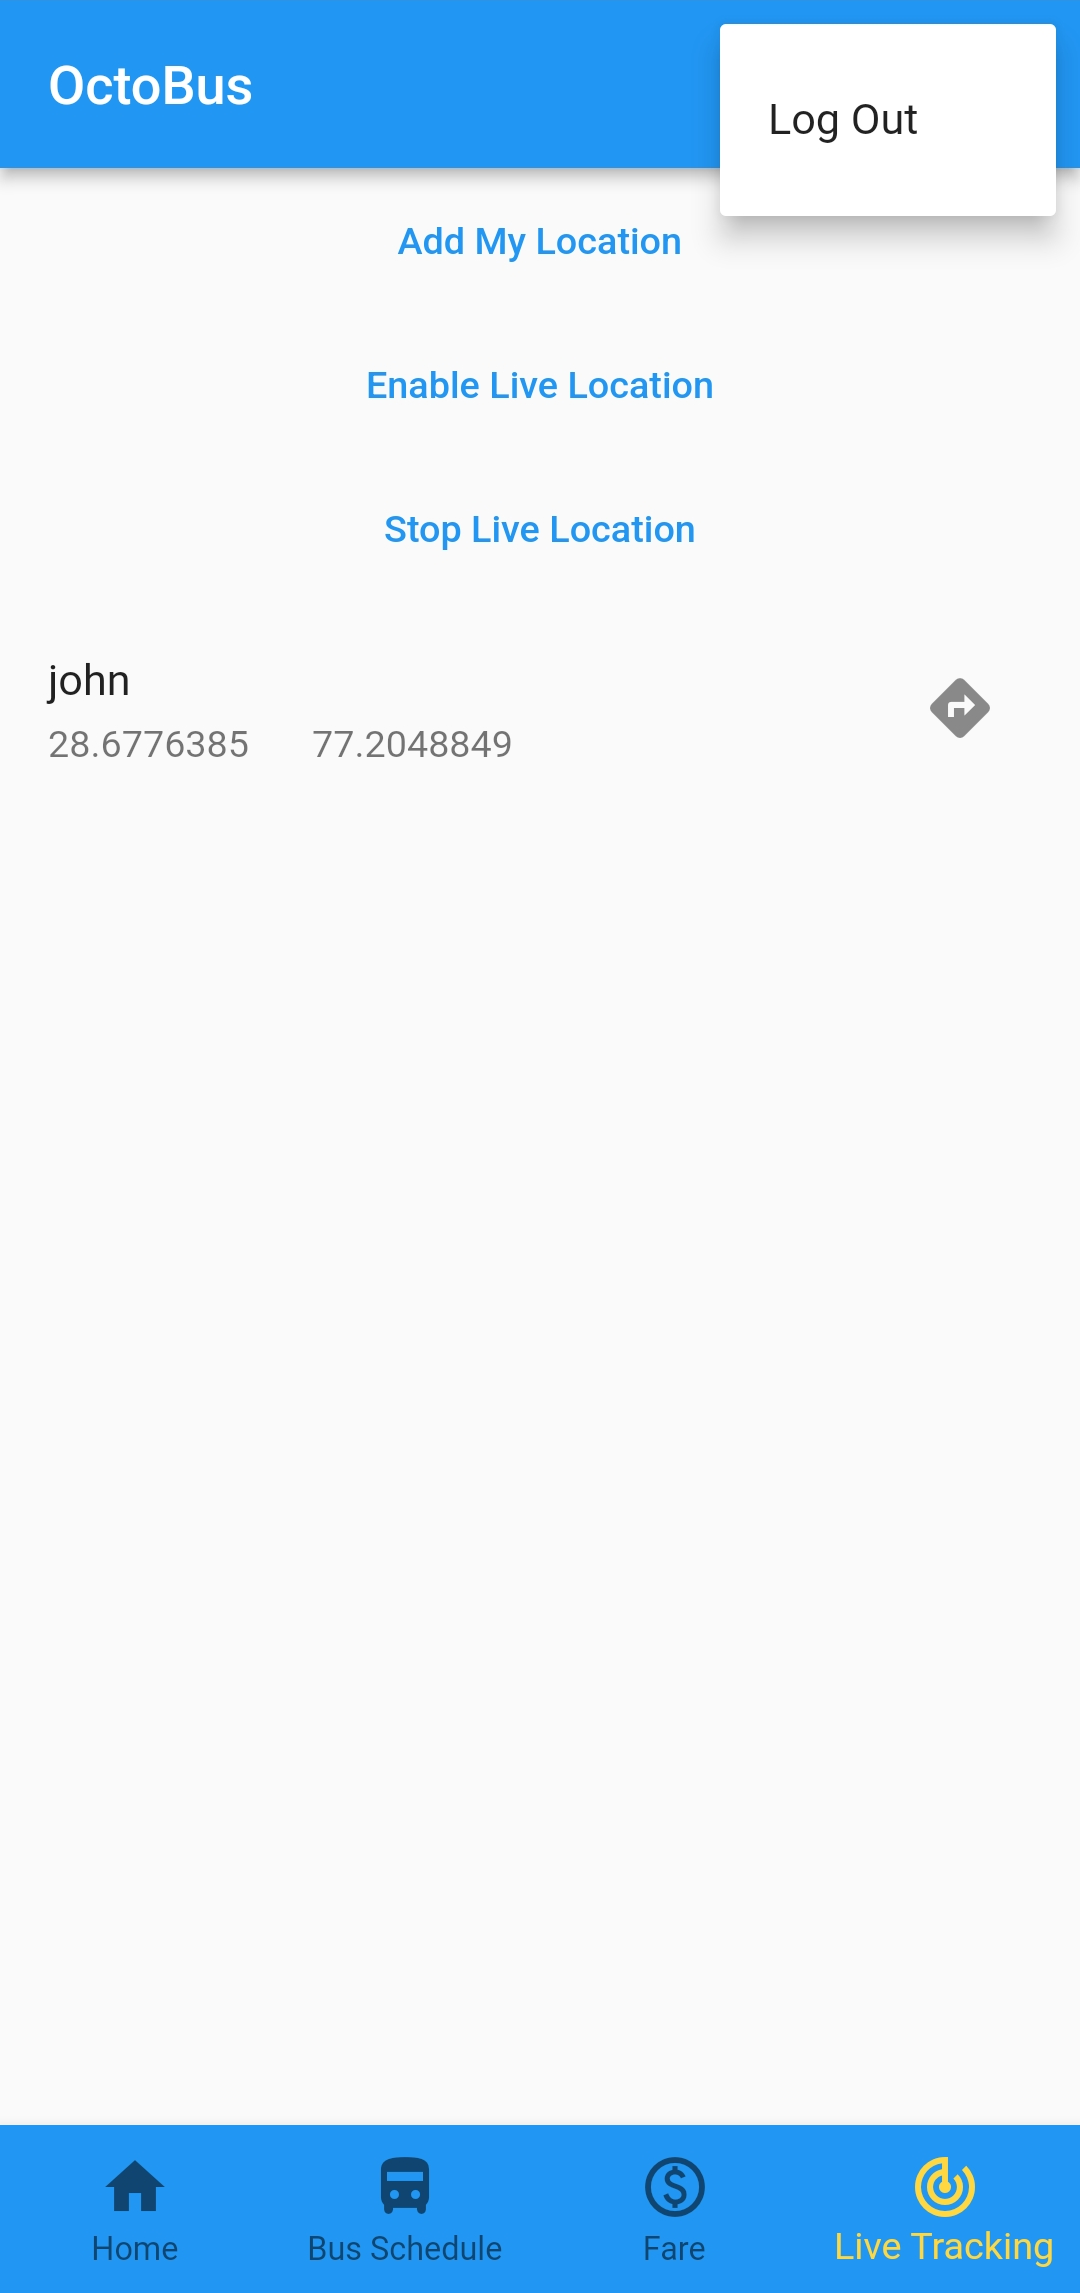 OctoBus
Log Out
Add My Location
Enable Live Location
Stop Live Location
john
28.6776385 77.2048849
Home Bus Schedule Fare Live Tracking